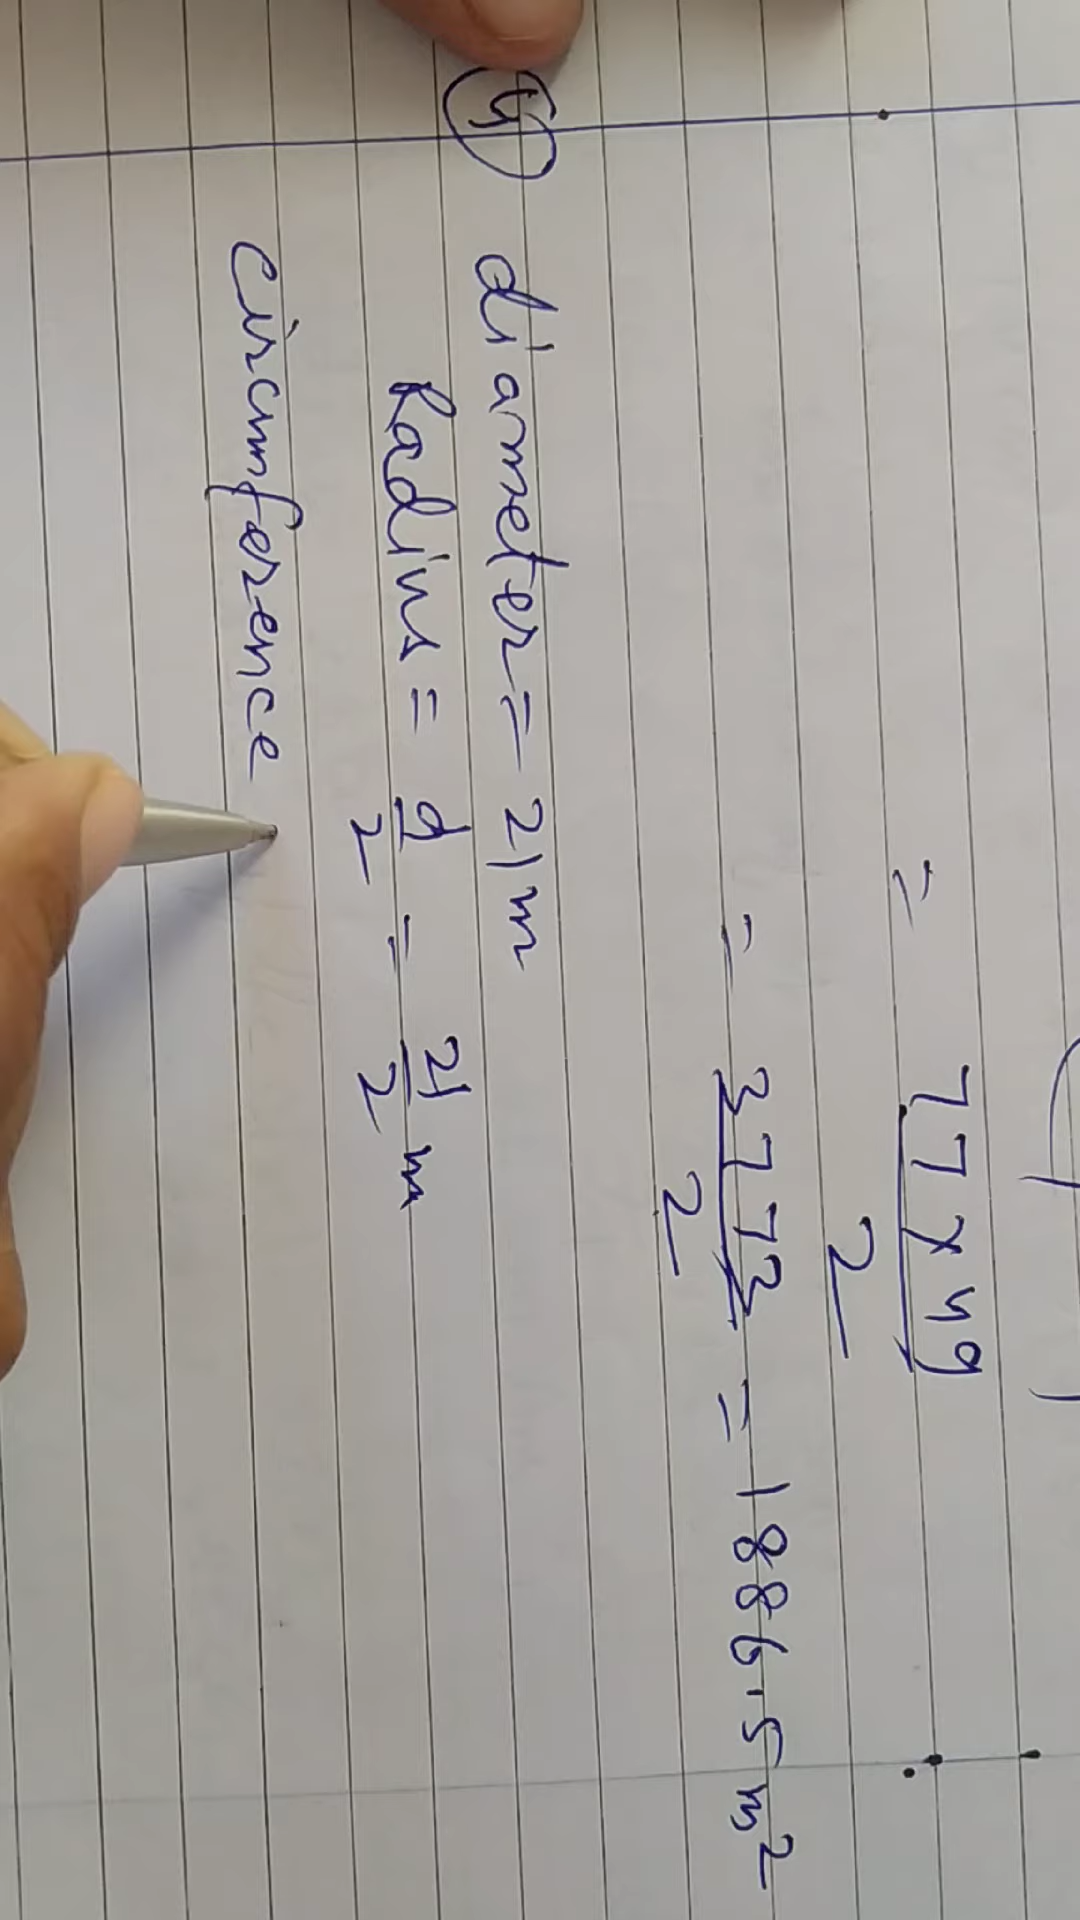 = 77 x 49
2
= 3773 = 1886.5 m²
2
4 diameter = 21m
Radius = d/2 = 21/2 m
Circumference